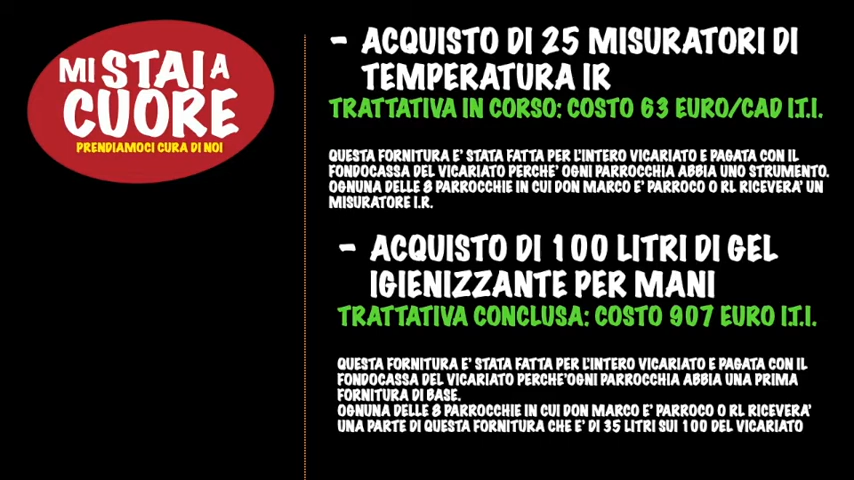 MI STAI A
CUORE
PRENDIAMOCI CURA DI NOI
- ACQUISTO DI 25 MISURATORI DI
TEMPERATURA IR
TRATTATIVA IN CORSO: COSTO 63 EURO/CAD I.T.I.
QUESTA FORNITURA E' STATA FATTA PER L'INTERO VICARIATO E PAGATA CON IL
FONDOCASSA DEL VICARIATO PERCHE' OGNI PARROCCHIA ABBIA UNO STRUMENTO.
OGNUNA DELLE 8 PARROCCHIE IN CUI DON MARCO E' PARROCO O RL RICEVERA' UN
MISURATORE I.R.
- ACQUISTO DI 100 LITRI DI GEL
IGIENIZZANTE PER MANI
TRATTATIVA CONCLUSA: COSTO 907 EURO I.T.I.
QUESTA FORNITURA E' STATA FATTA PER L'INTERO VICARIATO E PAGATA CON IL
FONDOCASSA DEL VICARIATO PERCHE'OGNI PARROCCHIA ABBIA UNA PRIMA
FORNITURA DI BASE.
OGNUNA DELLE 8 PARROCCHIE IN CUI DON MARCO E' PARROCO O RL RICEVERA'
UNA PARTE DI QUESTA FORNITURA CHE E' DI 35 LITRI SUI 100 DEL VICARIATO